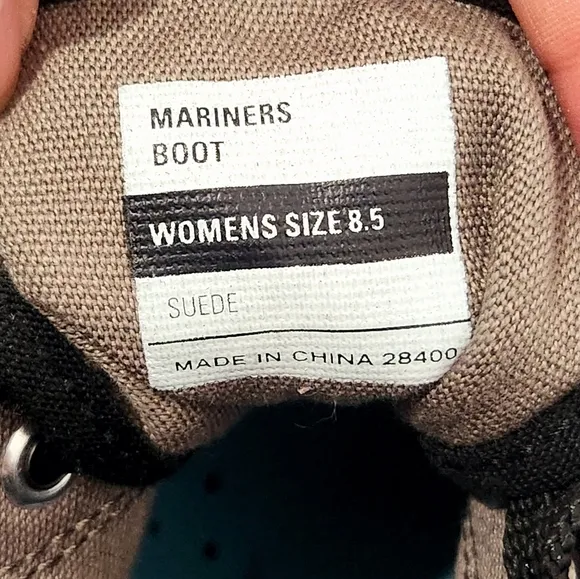 MARINERS
BOOT
WOMENS SIZE 8.5
SUEDE
MADE IN CHINA 28400